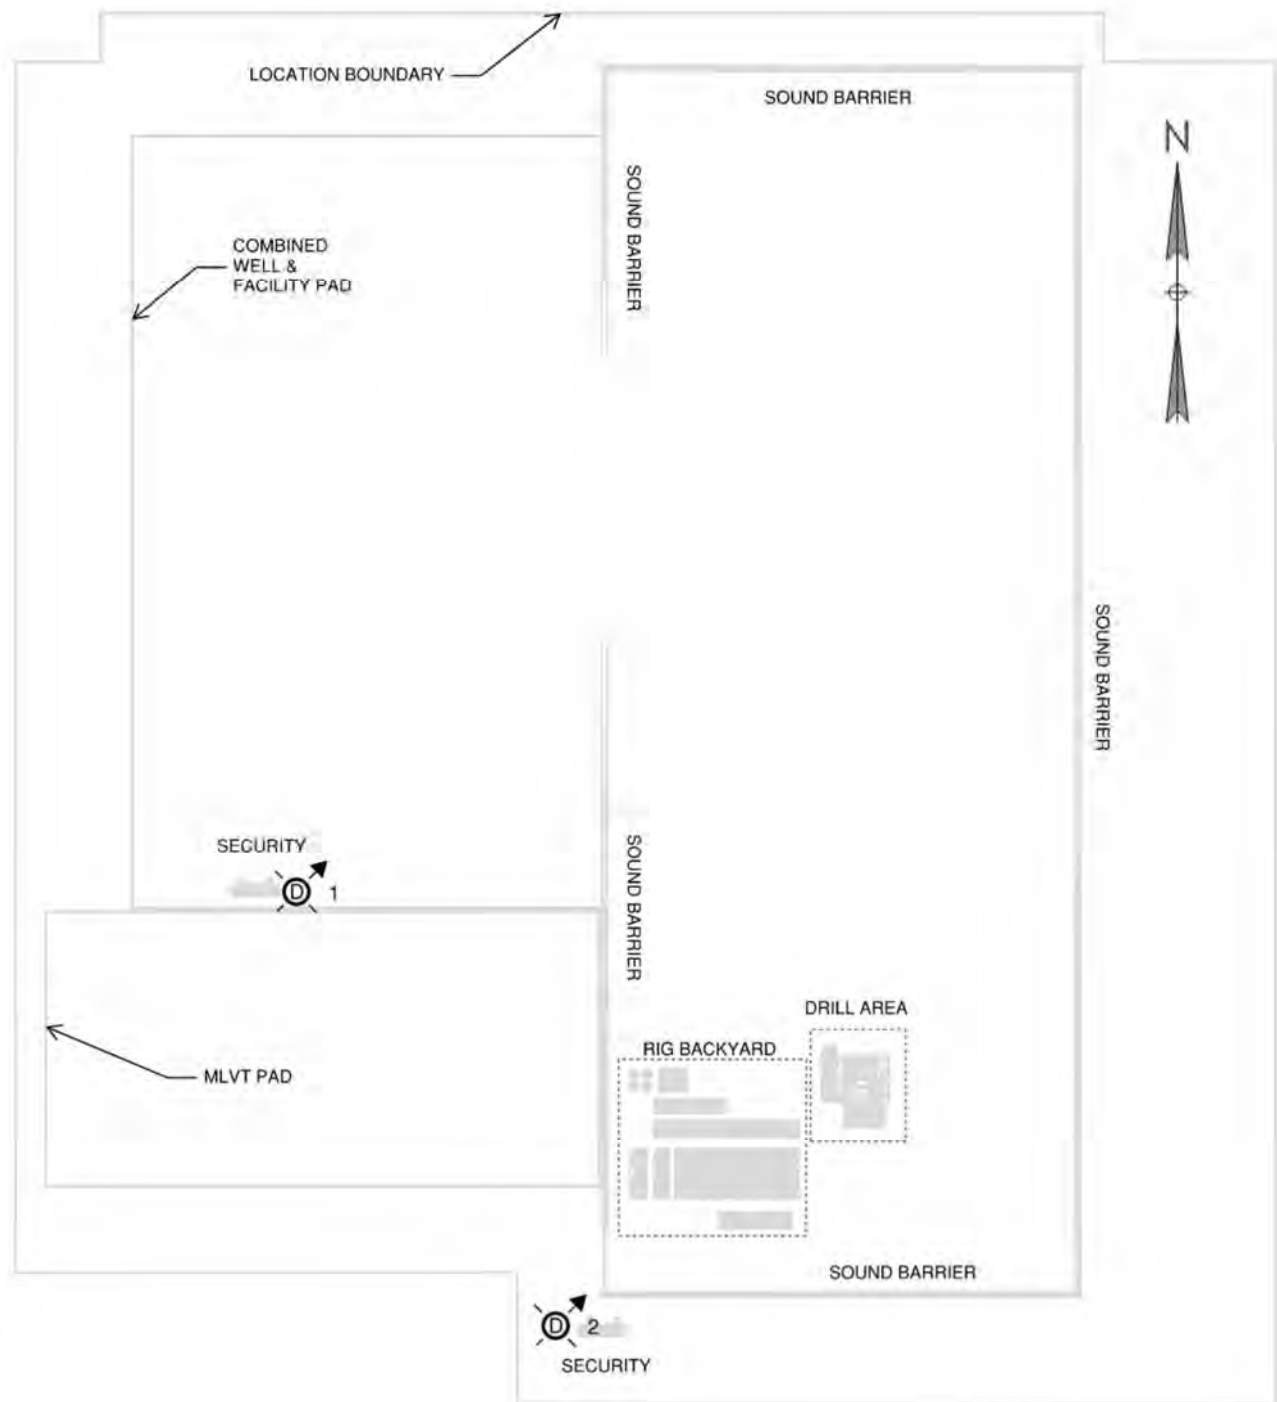 LOCATION BOUNDARY
SOUND BARRIER
N
SOUND BARRIER
COMBINED
WELL &
FACILITY PAD
SOUND BARRIER
SECURITY
D 1
SOUND BARRIER
DRILL AREA
RIG BACKYARD
MLVT PAD
SOUND BARRIER
D 2
SECURITY